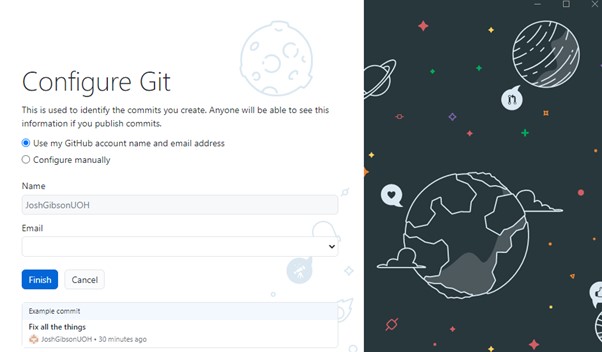 Configure Git
This is used to identify the commits you create. Anyone will be able to see this
information if you publish commits.
Use my GitHub account name and email address
Configure manually
Name
JoshGibsonUOH
Email
Finish Cancel
Example commit
Fix all the things
JoshGibsonUOH • 30 minutes ago